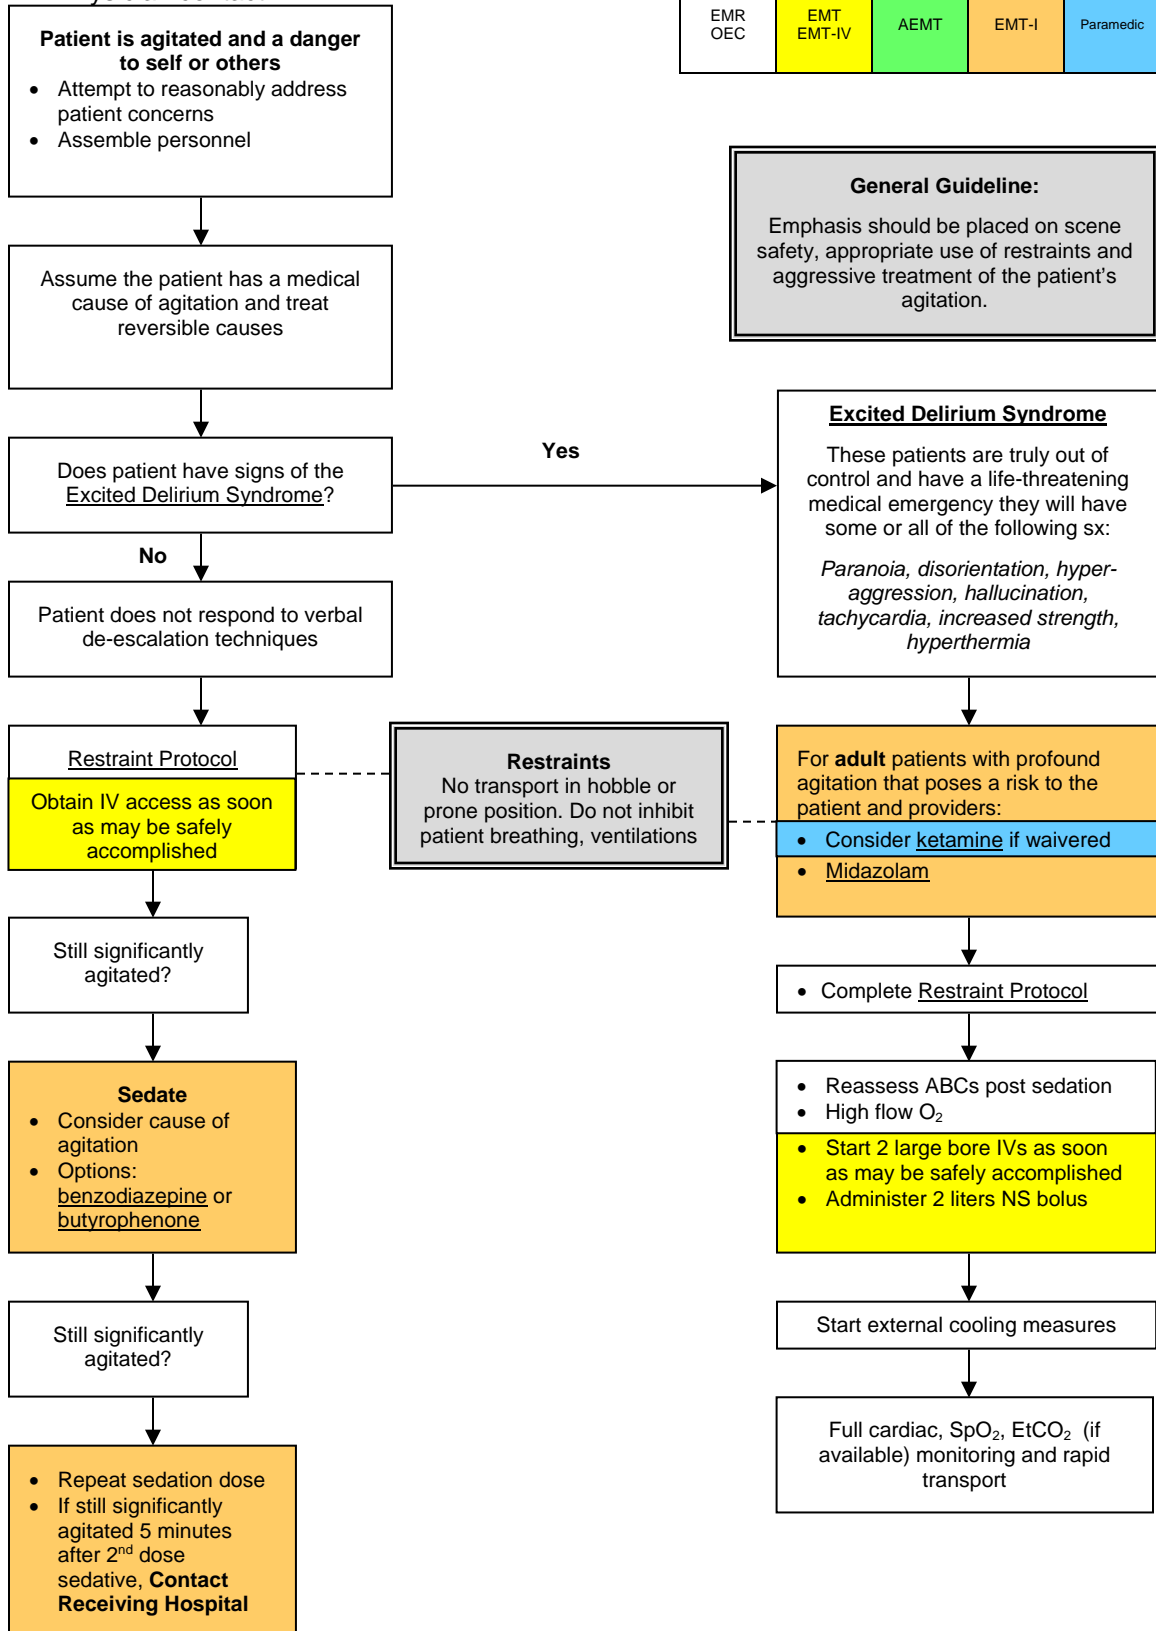 EMR
OEC
EMT
EMT-IV
AEMT
EMT-I
Paramedic
Patient is agitated and a danger
to self or others
• Attempt to reasonably address
patient concerns
• Assemble personnel
General Guideline:
Emphasis should be placed on scene
safety, appropriate use of restraints and
aggressive treatment of the patient's
agitation.
Assume the patient has a medical
cause of agitation and treat
reversible causes
Does patient have signs of the
Excited Delirium Syndrome?
Yes
No
Excited Delirium Syndrome
These patients are truly out of
control and have a life-threatening
medical emergency they will have
some or all of the following sx:
Paranoia, disorientation, hyper-
aggression, hallucination,
tachycardia, increased strength,
hyperthermia
Patient does not respond to verbal
de-escalation techniques
Restraint Protocol
Obtain IV access as soon
as may be safely
accomplished
Restraints
No transport in hobble or
prone position. Do not inhibit
patient breathing, ventilations
For adult patients with profound
agitation that poses a risk to the
patient and providers:
• Consider ketamine if waivered
• Midazolam
Still significantly
agitated?
• Complete Restraint Protocol
Sedate
• Consider cause of
agitation
• Options:
benzodiazepine or
butyrophenone
• Reassess ABCs post sedation
• High flow O2
• Start 2 large bore IVs as soon
as may be safely accomplished
• Administer 2 liters NS bolus
Still significantly
agitated?
Start external cooling measures
Full cardiac, SpO2, EtCO2 (if
available) monitoring and rapid
transport
• Repeat sedation dose
• If still significantly
agitated 5 minutes
after 2nd dose
sedative, Contact
Receiving Hospital